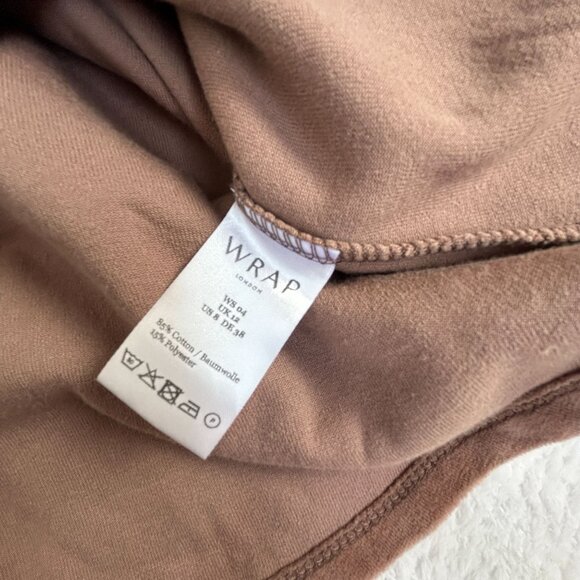 WRAP
LONDON
WS 04
UK 12
US 8 DE 38
85% Cotton / Baumwolle
15% Polyester
P